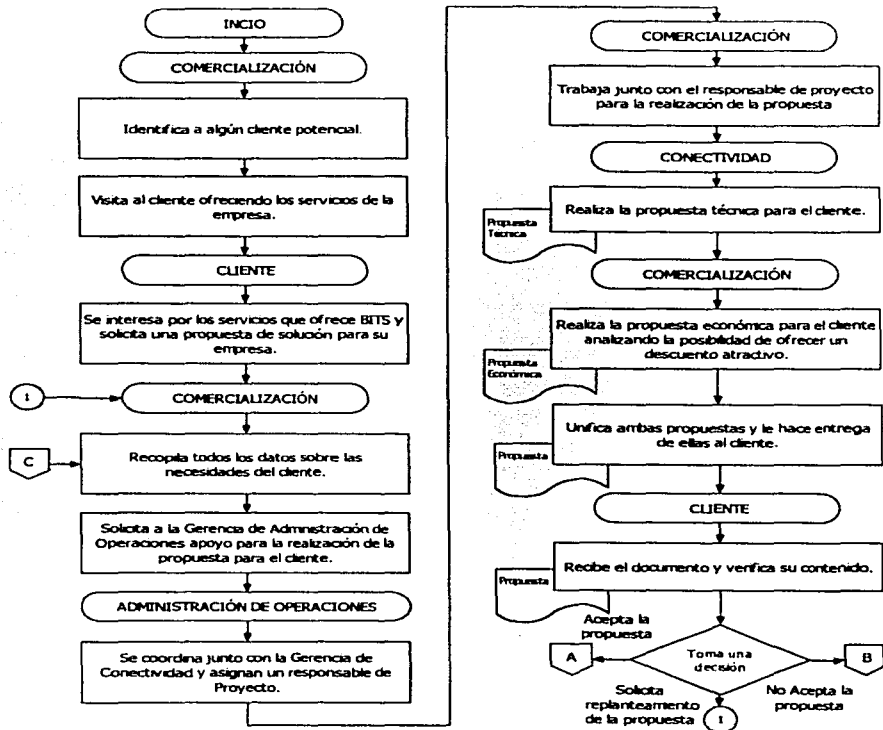 INCIO
COMERCIALIZACIÓN
Identifica a algún cliente potencial.
Visita al cliente ofreciendo los servicios de la
empresa.
CLIENTE
Se interesa por los servicios que ofrece BITS y
solicita una propuesta de solución para su
empresa.
1
COMERCIALIZACIÓN
C
Recopila todos los datos sobre las
necesidades del cliente.
Solicita a la Gerencia de Administración de
Operaciones apoyo para la realización de la
propuesta para el cliente.
ADMINISTRACIÓN DE OPERACIONES
Se coordina junto con la Gerencia de
Conectividad y asignan un responsable de
Proyecto.
COMERCIALIZACIÓN
Trabaja junto con el responsable de proyecto
para la realización de la propuesta
CONECTIVIDAD
Realiza la propuesta técnica para el cliente.
Propuesta
Técnica
COMERCIALIZACIÓN
Realiza la propuesta económica para el cliente
analizando la posibilidad de ofrecer un
descuento atractivo.
Propuesta
Económica
Unifica ambas propuestas y le hace entrega
de ellas al cliente.
Propuesta
CLIENTE
Recibe el documento y verifica su contenido.
Propuesta
Acepta la
propuesta
A
Toma una
decisión
B
Solicita
replanteamiento
de la propuesta
1
No Acepta la
propuesta